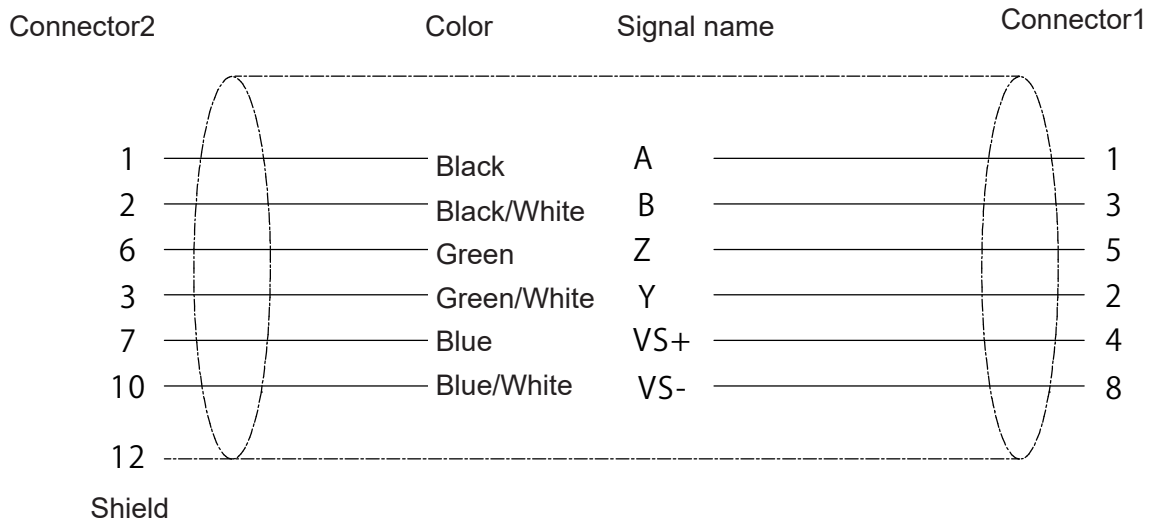 Connector2 Color Signal name Connector1
1 Black A 1
2 Black/White B 3
6 Green Z 5
3 Green/White Y 2
7 Blue VS+ 4
10 Blue/White VS- 8
12
Shield